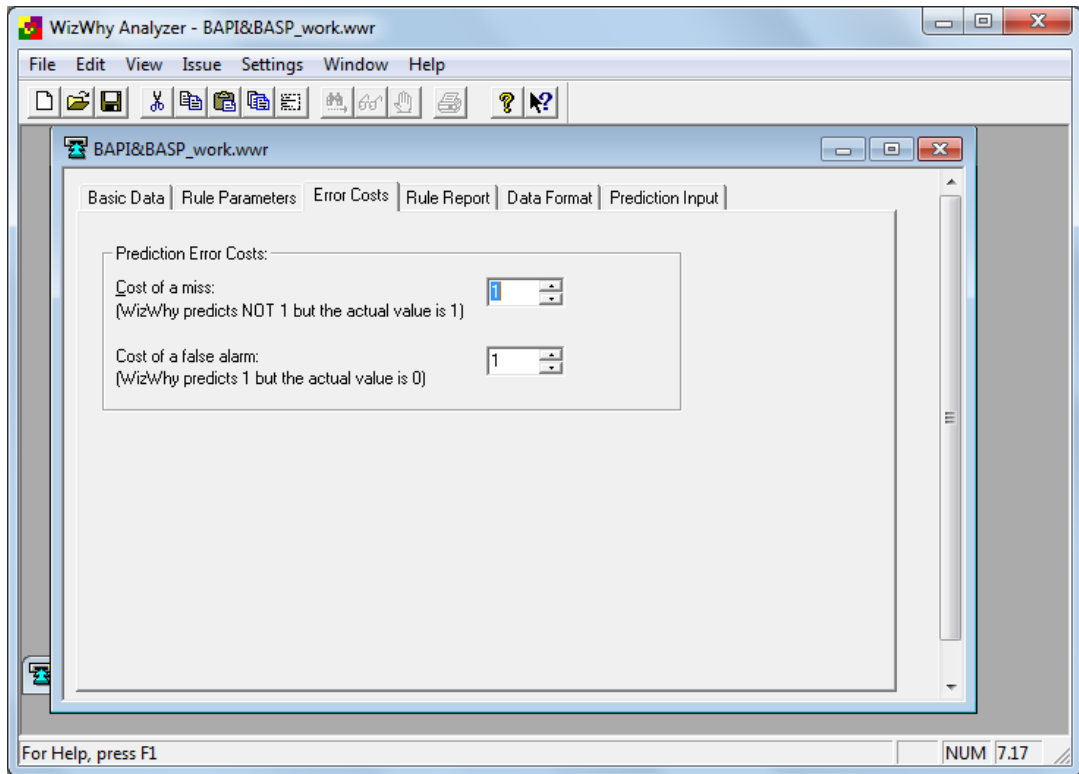 WizWhy Analyzer - BAPI&BASP_work.wwr
File Edit View Issue Settings Window Help
BAPI&BASP_work.wwr
Basic Data Rule Parameters Error Costs Rule Report Data Format Prediction Input
Prediction Error Costs:
Cost of a miss: 1
(WizWhy predicts NOT 1 but the actual value is 1)
Cost of a false alarm: 1
(WizWhy predicts 1 but the actual value is 0)
For Help, press F1 NUM 7.17